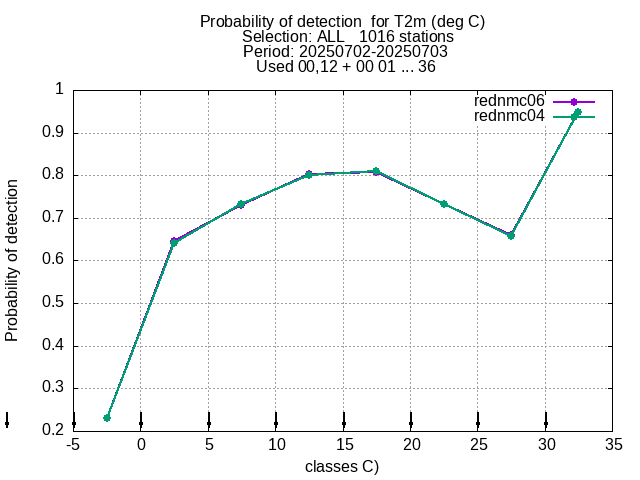 Probability of detection  for T2m (deg C)
Selection: ALL   1016 stations
Period: 20250702-20250703
Used 00,12 + 00 01 ... 36
rednmc06
rednmc04
Probability of detection
1
0.9
0.8
0.7
0.6
0.5
0.4
0.3
0.2
-5 0 5 10 15 20 25 30 35
classes C)